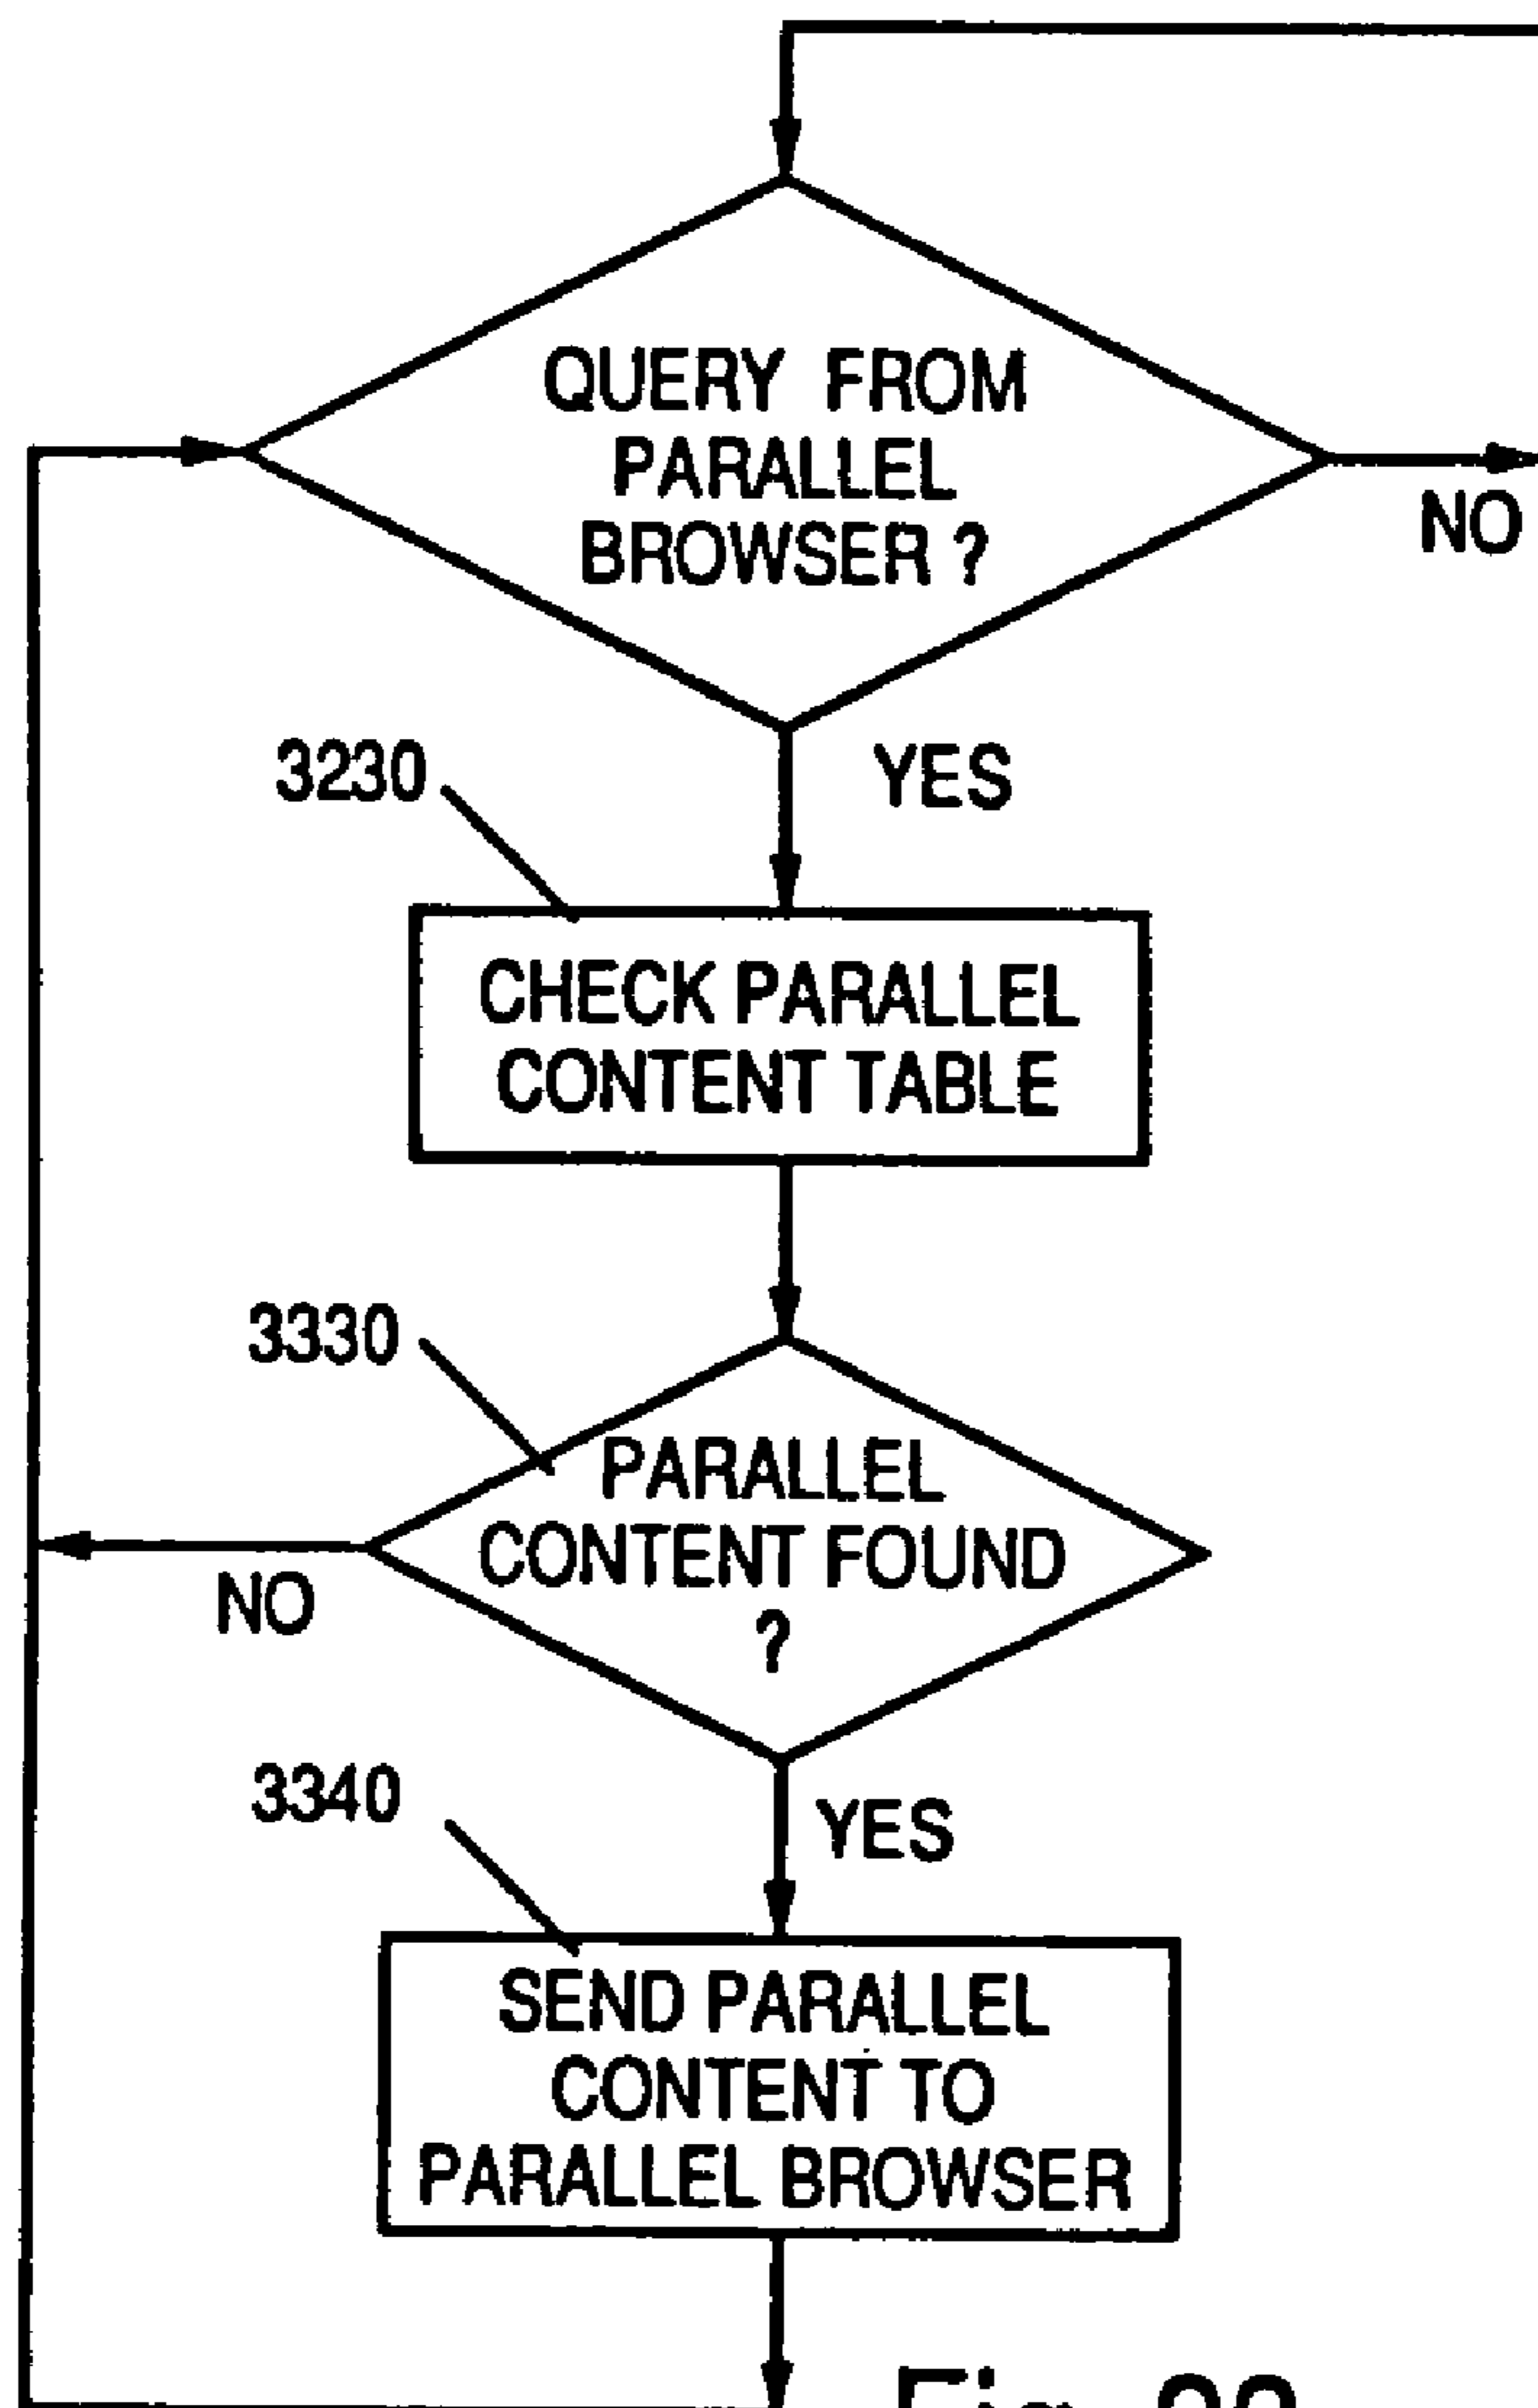 QUERY FROM
PARALLEL
BROWSER ?
NO
3230
YES
CHECK PARALLEL
CONTENT TABLE
3330
PARALLEL
CONTENT FOUND
?
NO
3340
YES
SEND PARALLEL
CONTENT TO
PARALLEL BROWSER